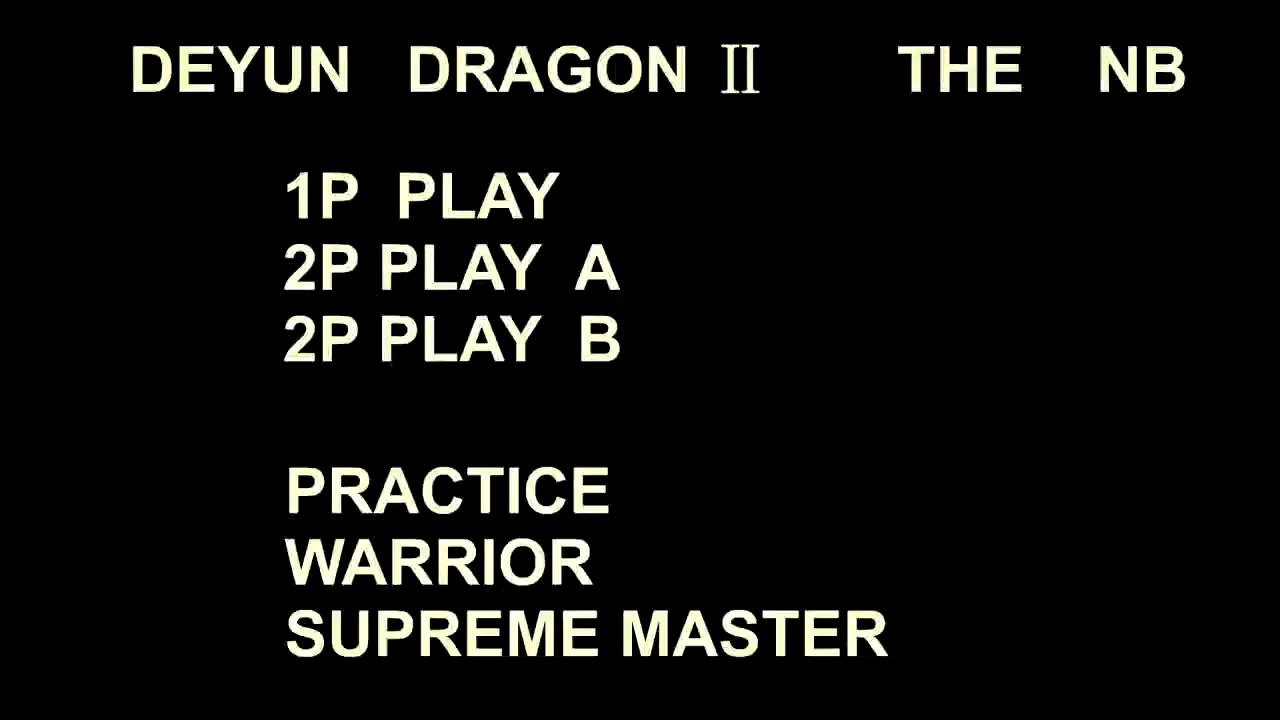 DEYUN DRAGON II THE NB
1P PLAY
2P PLAY A
2P PLAY B
PRACTICE
WARRIOR
SUPREME MASTER